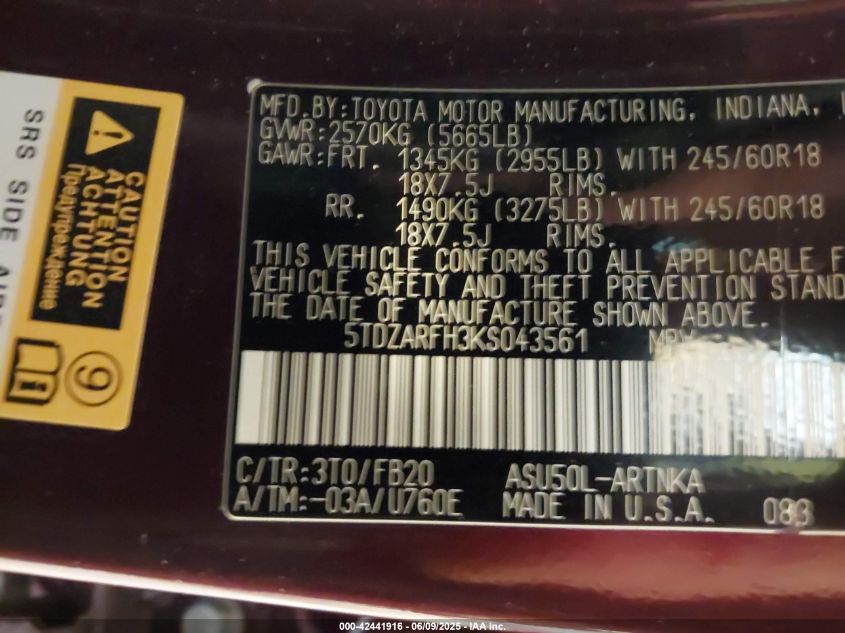 MFD.BY:TOYOTA MOTOR MANUFACTURING, INDIANA,
GVWR:2570KG (5665LB)
GAWR:FRT. 1345KG (2955LB) WITH 245/60R18
18X7.5J RIMS.
RR. 1490KG (3275LB) WITH 245/60R18
18X7.5J RIMS.
THIS VEHICLE CONFORMS TO ALL APPLICABLE F
VEHICLE SAFETY AND THEFT PREVENTION STAND
THE DATE OF MANUFACTURE SHOWN ABOVE.
5TDZARFH3KS043561 MPV
C/TR:3T0/FB20 ASU50L-ARTNKA
A/TM:-03A/U760E MADE IN U.S.A. 083
SRS SIDE AIRB
CAUTION
ATTENTION
ACHTUNG
Предупреждение
9
000-42441916 - 06/09/2025 - IAA Inc.